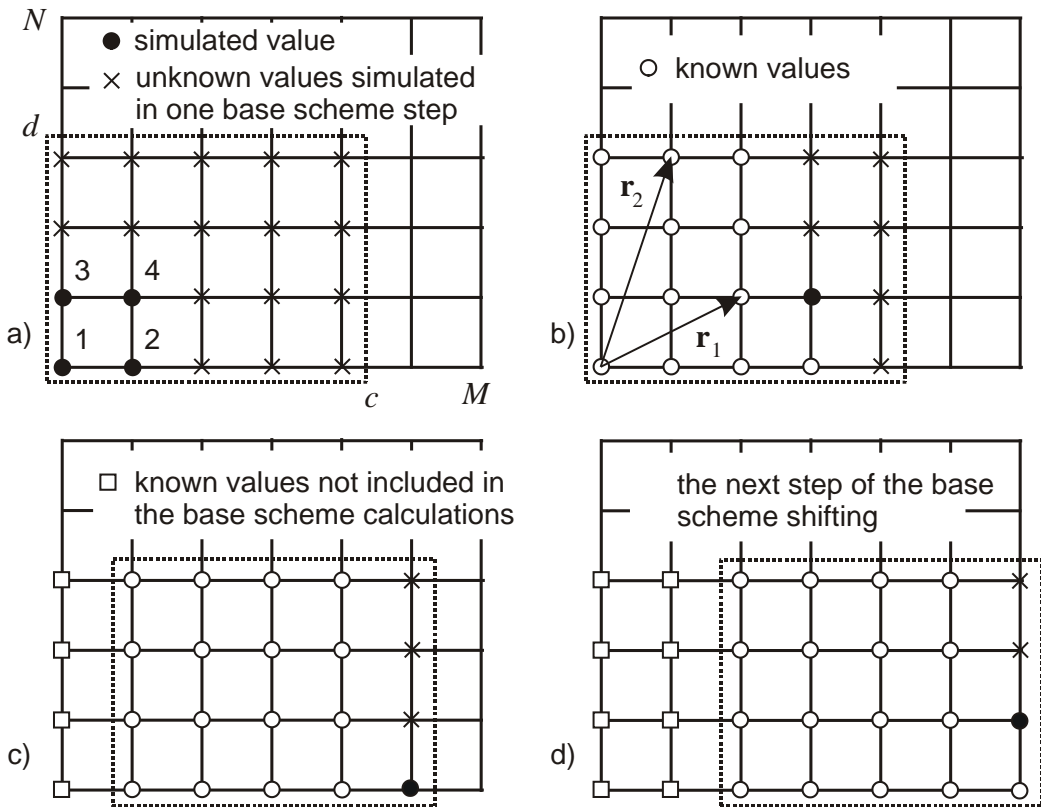 N
simulated value
unknown values simulated
in one base scheme step
d
3 4
a)
1 2
c M
known values
r2
b)
r1
known values not included in
the base scheme calculations
c)
the next step of the base
scheme shifting
d)